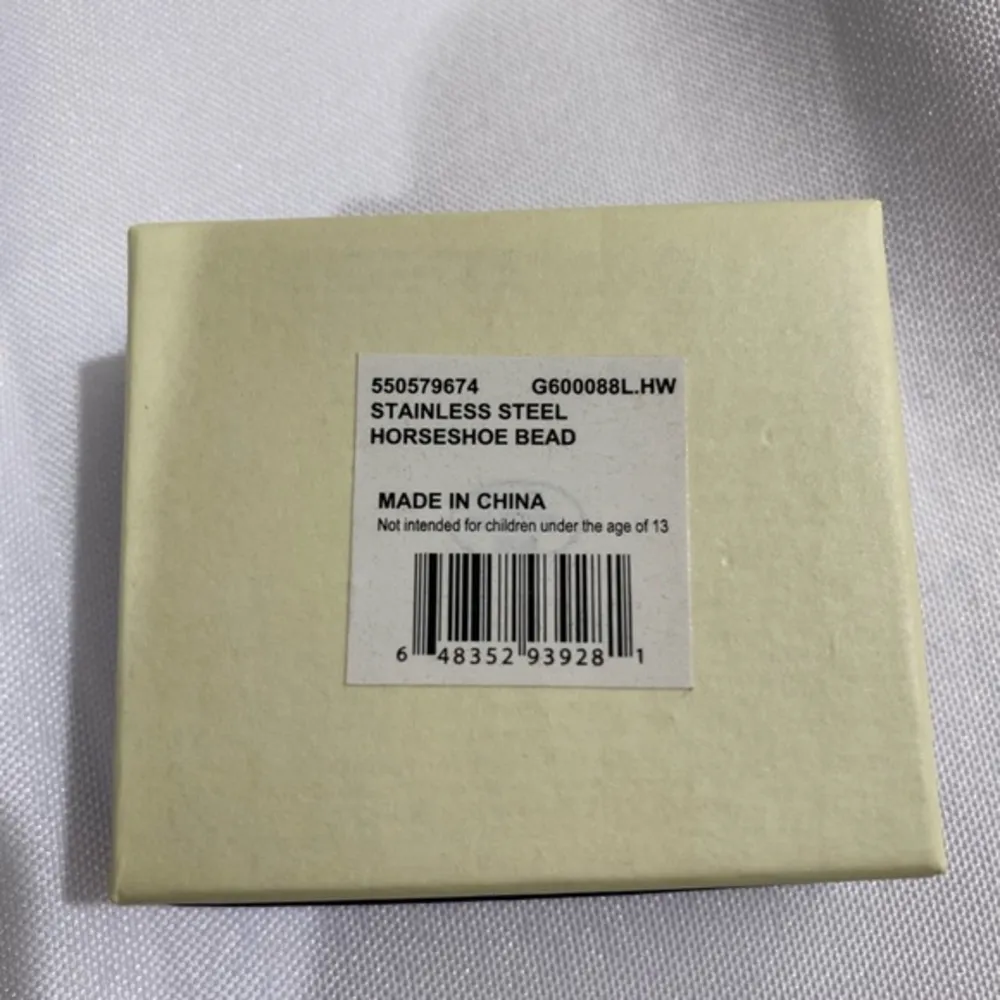 550579674 G600088L.HW
STAINLESS STEEL
HORSESHOE BEAD
MADE IN CHINA
Not intended for children under the age of 13
6 48352 93928 1